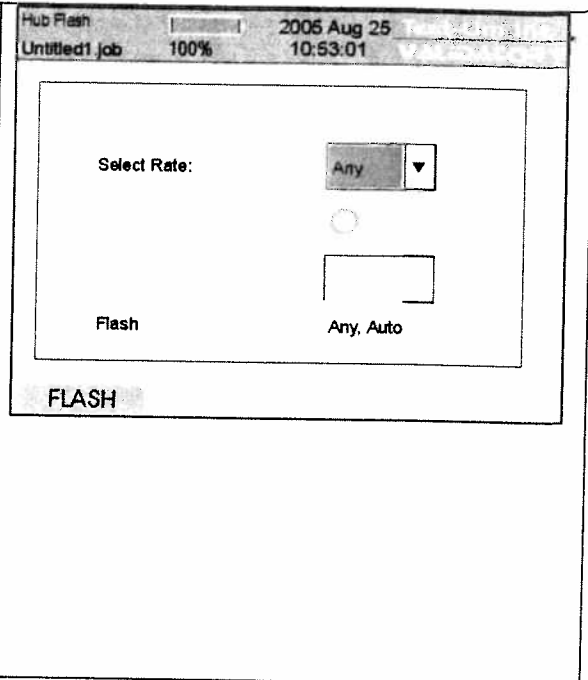 Hub Flash 2005 Aug 25
Untitled1.job 100% 10:53:01
Select Rate: Any
Flash Any, Auto
FLASH